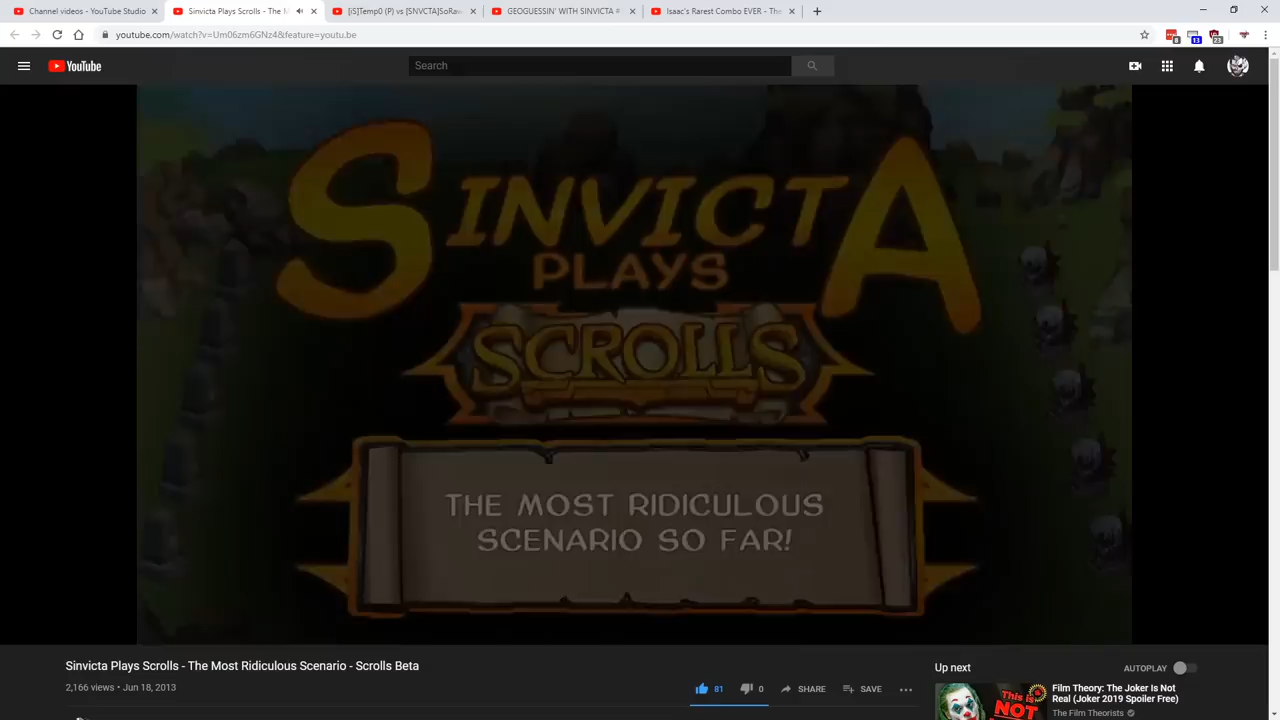 Channel videos - YouTube Studio
Sinvicta Plays Scrolls - The M
[iS]Temp0 (P) vs [SNVCTA]SoRaw
GEOGUESSIN' WITH SINVICTA #
Isaac's Rarest Combo EVER - The
youtube.com/watch?v=Um06zm6GNz4&feature=youtu.be
8
13
23
YouTube
Search
SINVICTA
PLAYS
SCROLLS
THE MOST RIDICULOUS
SCENARIO SO FAR!
Sinvicta Plays Scrolls - The Most Ridiculous Scenario - Scrolls Beta
2,166 views • Jun 18, 2013
81
0
SHARE
SAVE
Up next
AUTOPLAY
This is
NOT
Film Theory: The Joker Is Not
Real (Joker 2019 Spoiler Free)
The Film Theorists